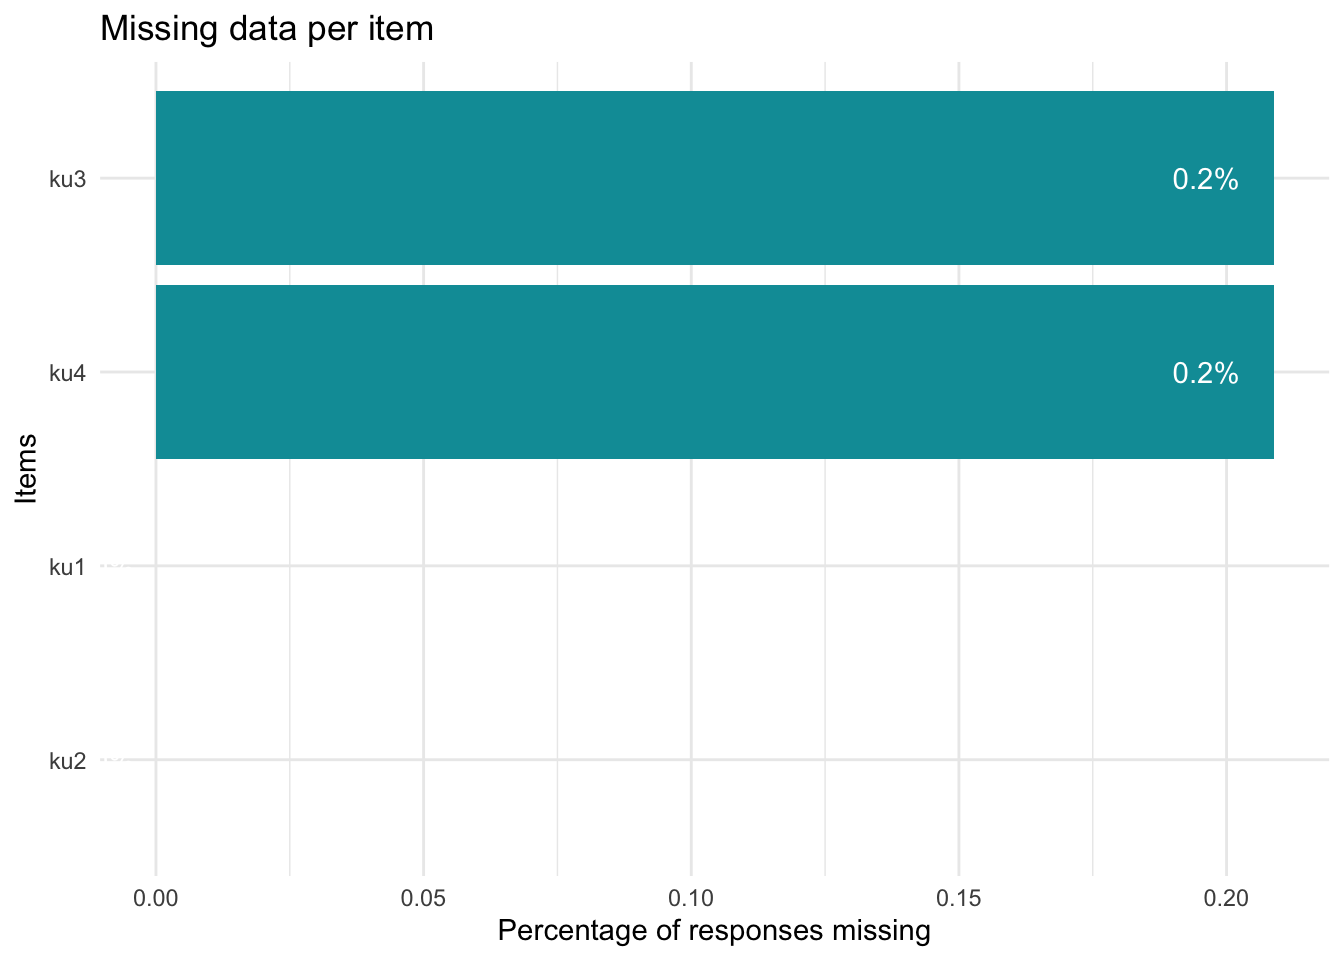 Missing data per item
ku3
0.2%
ku4
0.2%
Items
ku1
ku2
0.00 0.05 0.10 0.15 0.20
Percentage of responses missing